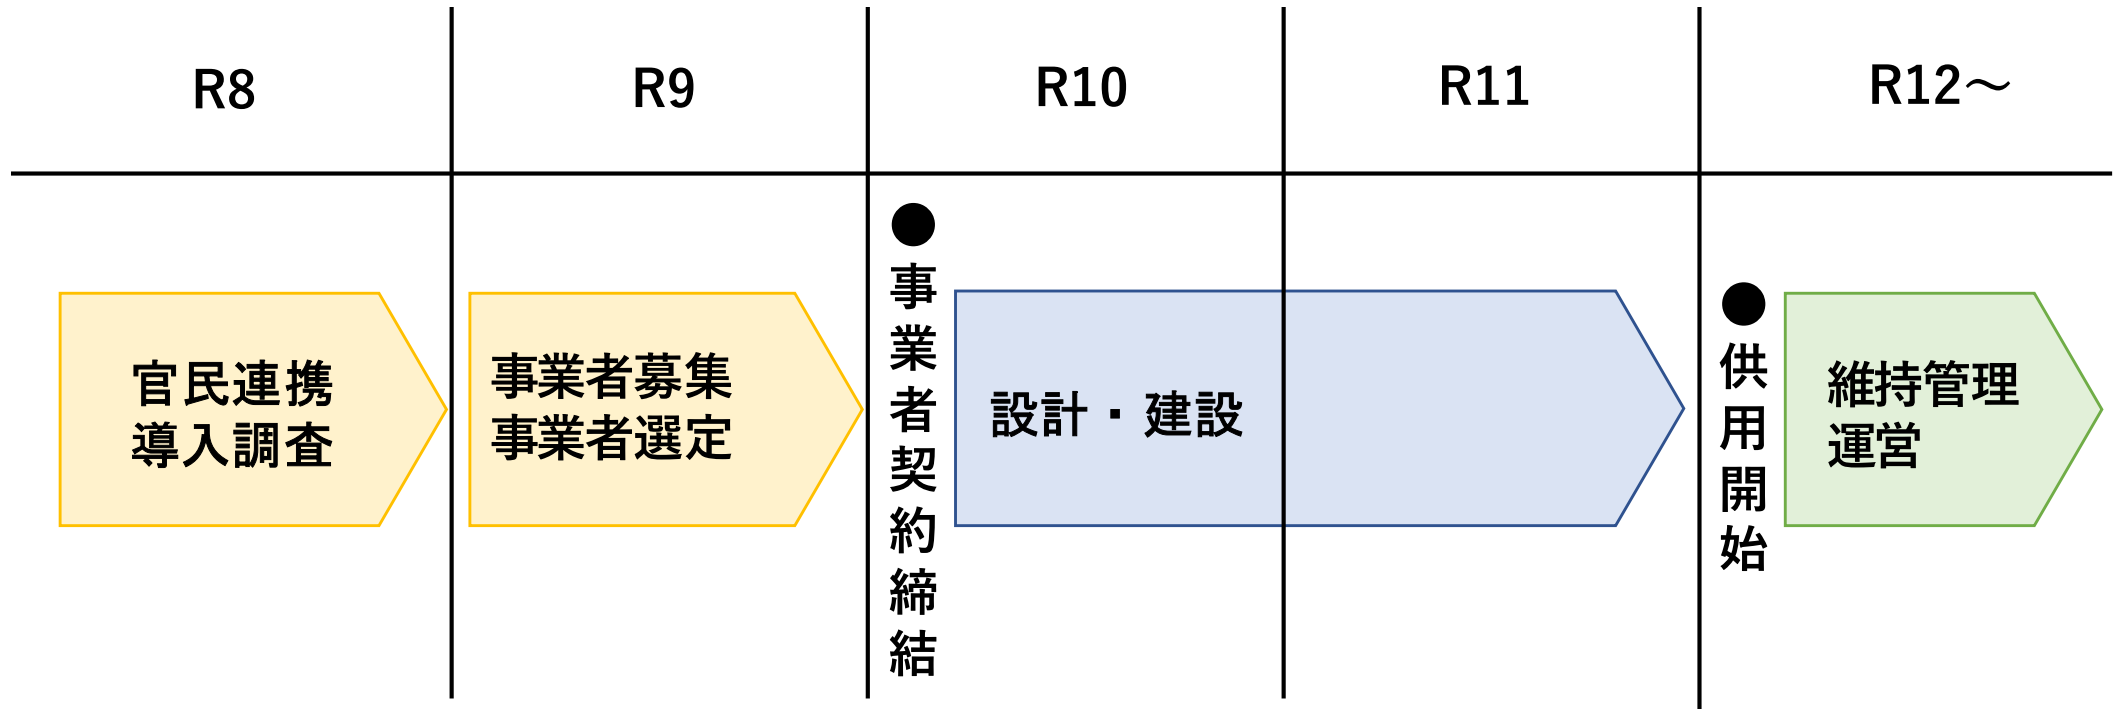 R8
R9
R10
R11
R12～
官民連携
導入調査
事業者募集
事業者選定
●事業者契約締結
設計・建設
●供用開始
維持管理
運営